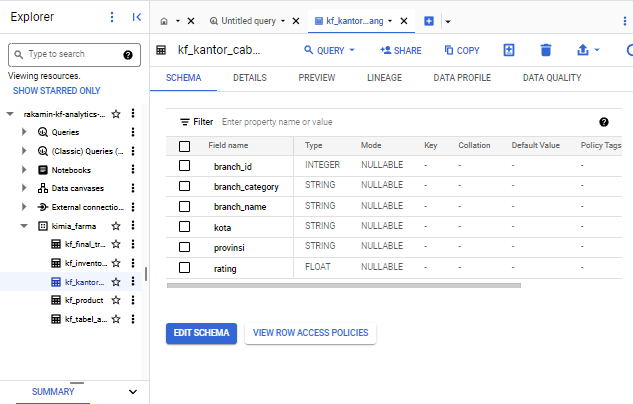 Explorer
Type to search
Viewing resources.
SHOW STARRED ONLY
rakamin-kf-analytics-...
Queries
(Classic) Queries (...
Notebooks
Data canvases
External connectio...
kimia_farma
kf_final_tr...
kf_invento...
kf_kantor...
kf_product
kf_tabel_a...
SUMMARY
Untitled query
kf_kantor...ang
kf_kantor_cab...
QUERY
SHARE
COPY
SCHEMA DETAILS PREVIEW LINEAGE DATA PROFILE DATA QUALITY
Filter Enter property name or value
Field name Type Mode Key Collation Default Value Policy Tags
branch_id INTEGER NULLABLE - - - -
branch_category STRING NULLABLE - - - -
branch_name STRING NULLABLE - - - -
kota STRING NULLABLE - - - -
provinsi STRING NULLABLE - - - -
rating FLOAT NULLABLE - - - -
EDIT SCHEMA VIEW ROW ACCESS POLICIES